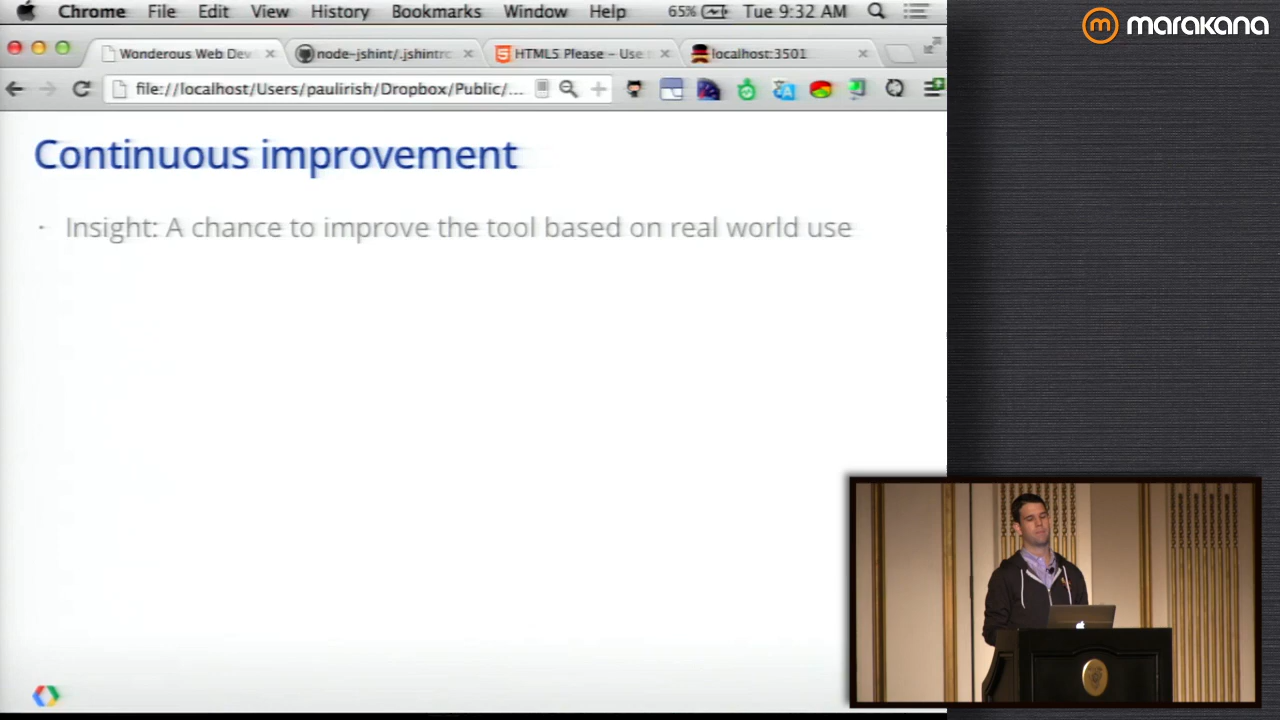 Chrome File Edit View History Bookmarks Window Help 65% Tue 9:32 AM
marakana
Wonderous Web Dev node-jshint/.jshintrc HTML5 Please - Use localhost:3501
file://localhost/Users/paulirish/Dropbox/Public/...
Continuous improvement
· Insight: A chance to improve the tool based on real world use